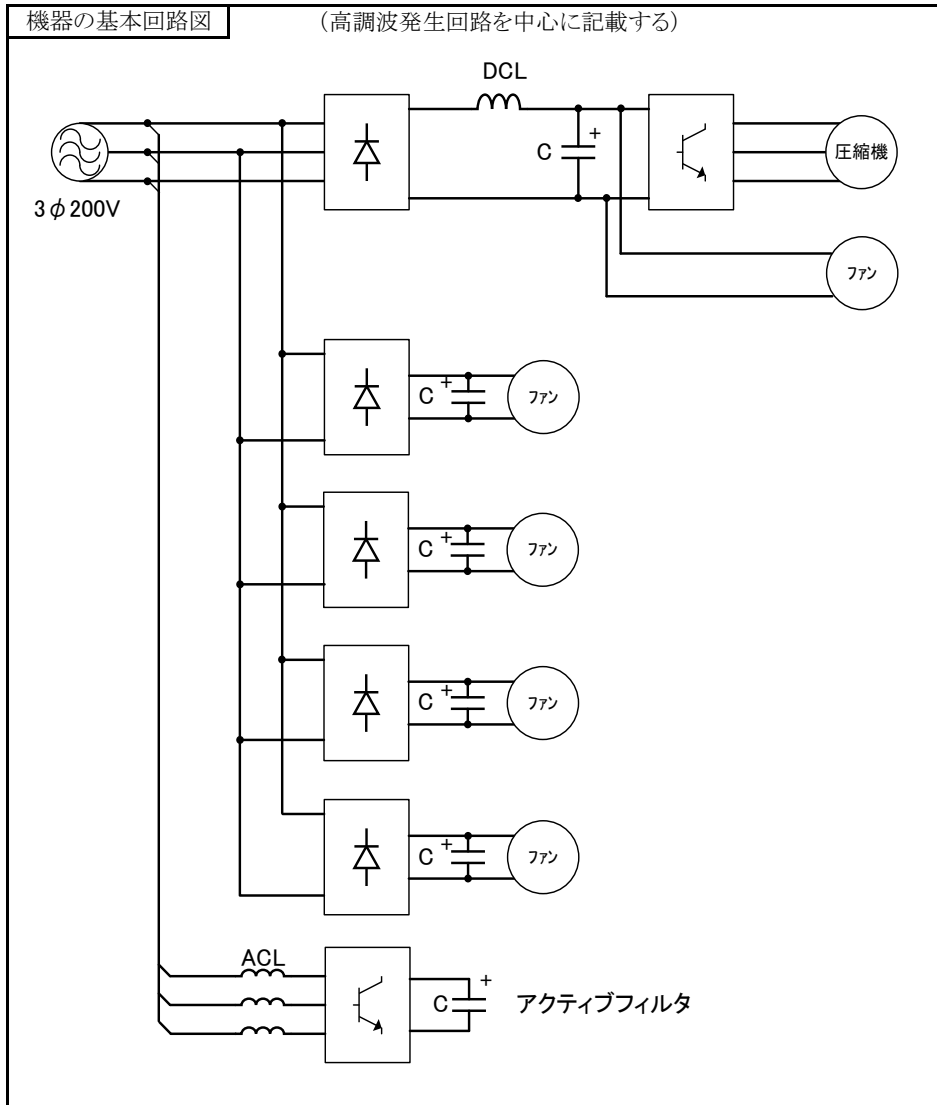 機器の基本回路図
(高調波発生回路を中心に記載する)
DCL
C
+
圧縮機
3φ200V
ファン
C
+
ファン
C
+
ファン
C
+
ファン
C
+
ファン
ACL
C
+
アクティブフィルタ